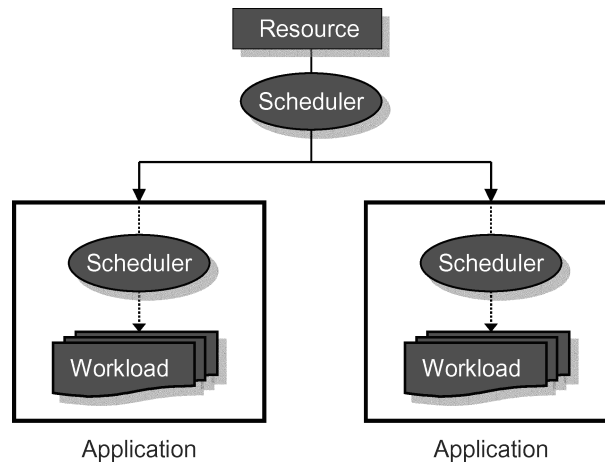 Resource
Scheduler
Scheduler
Scheduler
Workload
Workload
Application
Application